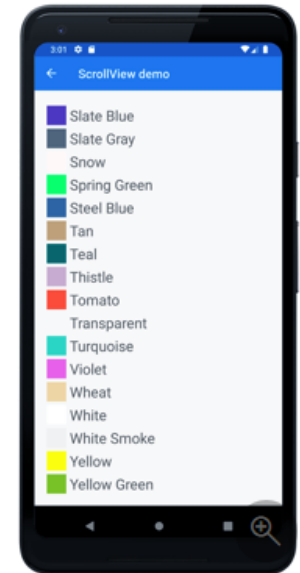 3:01
ScrollView demo
Slate Blue
Slate Gray
Snow
Spring Green
Steel Blue
Tan
Teal
Thistle
Tomato
Transparent
Turquoise
Violet
Wheat
White
White Smoke
Yellow
Yellow Green